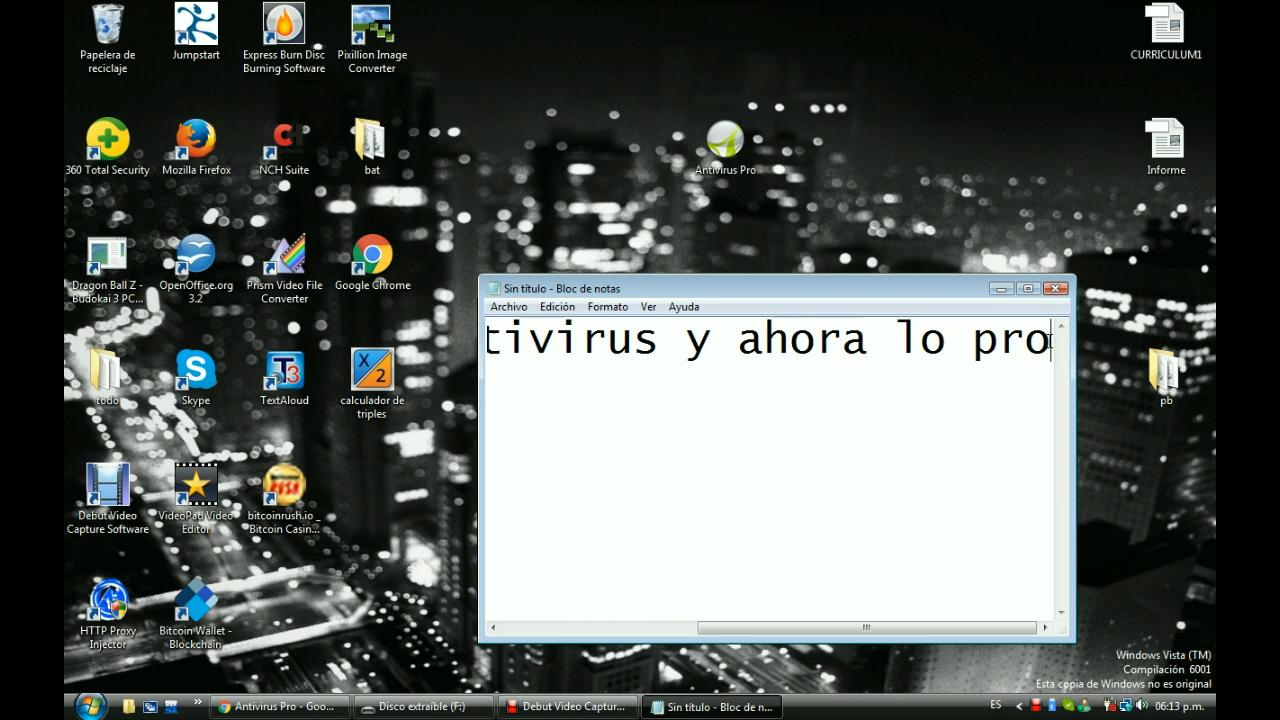 Papelera de
reciclaje
Jumpstart
Express Burn Disc
Burning Software
Pixillion Image
Converter
CURRICULUM1
360 Total Security
Mozilla Firefox
NCH Suite
bat
Antivirus Pro
Informe
Dragon Ball Z -
Budokai 3 PC...
OpenOffice.org
3.2
Prism Video File
Converter
Google Chrome
Sin título - Bloc de notas
Archivo Edición Formato Ver Ayuda
tivirus y ahora lo pro
todo
Skype
TextAloud
calculador de
triples
pb
Debut Video
Capture Software
VideoPad Video
Editor
bitcoinrush.io _
Bitcoin Casin...
HTTP Proxy
Injector
Bitcoin Wallet -
Blockchain
Windows Vista (TM)
Compilación 6001
Esta copia de Windows no es original
Antivirus Pro - Goo...
Disco extraíble (F:)
Debut Video Captur...
Sin título - Bloc de n...
ES
06:13 p.m.